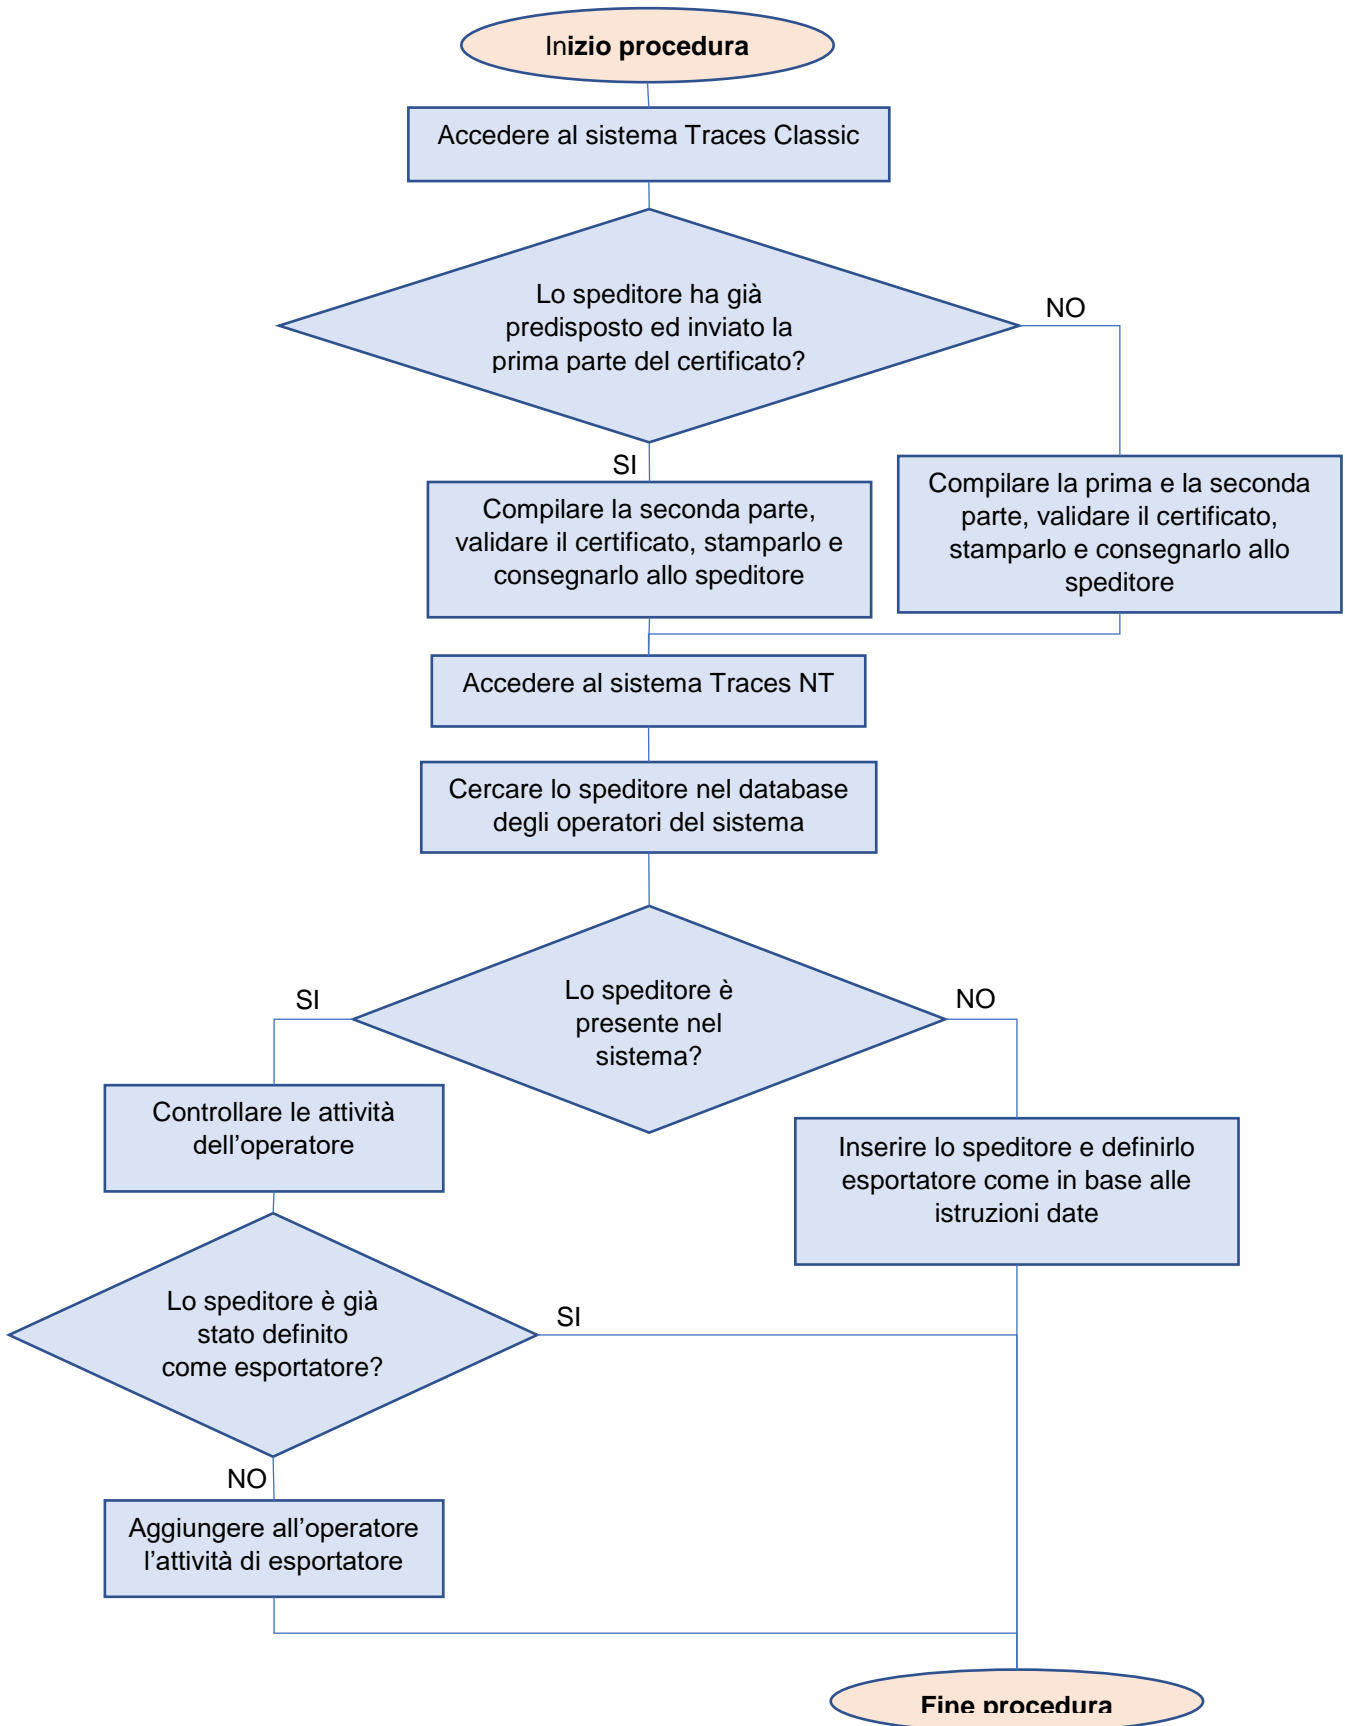 Inizio procedura
Accedere al sistema Traces Classic
Lo speditore ha già
predisposto ed inviato la
prima parte del certificato?
NO
SI
Compilare la seconda parte,
validare il certificato, stamparlo e
consegnarlo allo speditore
Compilare la prima e la seconda
parte, validare il certificato,
stamparlo e consegnarlo allo
speditore
Accedere al sistema Traces NT
Cercare lo speditore nel database
degli operatori del sistema
Lo speditore è
presente nel
sistema?
SI
NO
Controllare le attività
dell’operatore
Inserire lo speditore e definirlo
esportatore come in base alle
istruzioni date
Lo speditore è già
stato definito
come esportatore?
SI
NO
Aggiungere all’operatore
l’attività di esportatore
Fine procedura